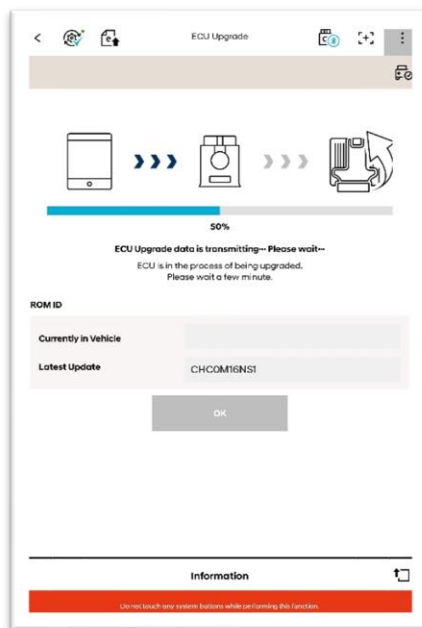 ECU Upgrade
50%
ECU Upgrade data is transmitting--- Please wait---
ECU is in the process of being upgraded.
Please wait a few minute.
ROM ID
Currently in Vehicle
Latest Update CHC0M16NS1
OK
Information
Do not touch any system buttons while performing this function.